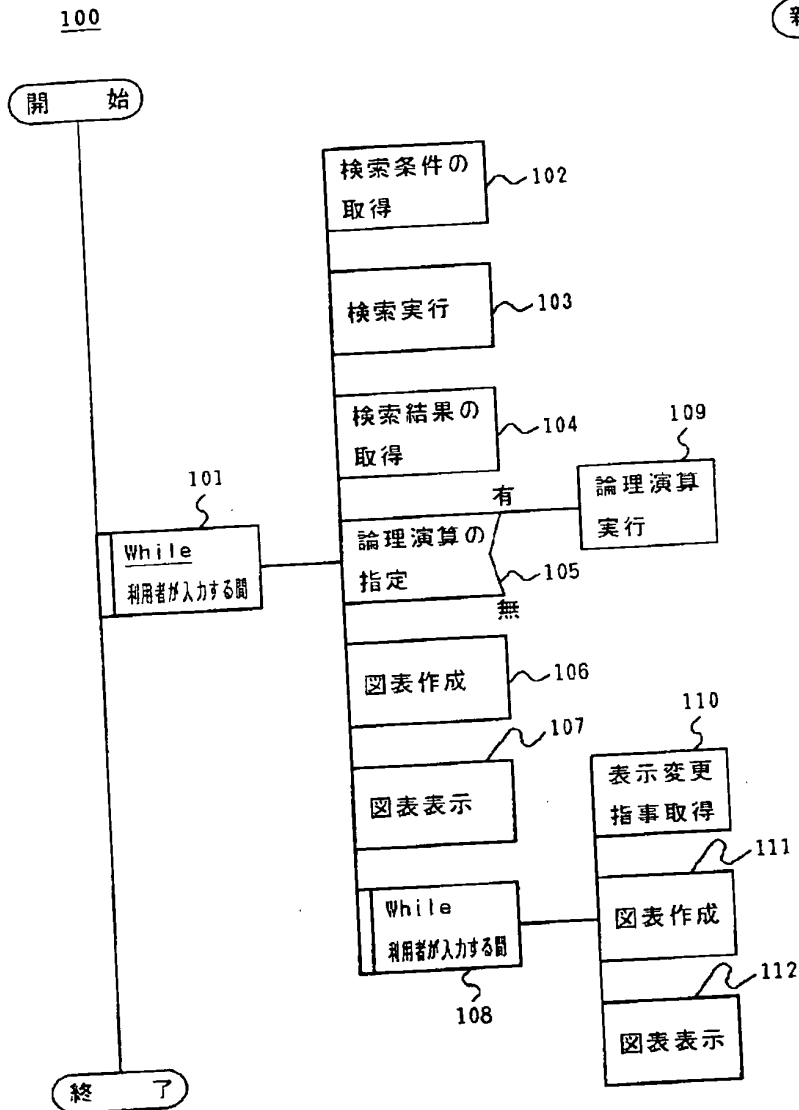 100
開 始
検索条件の
取得
102
検索実行
103
検索結果の
取得
104
109
論理演算
実行
101
While
利用者が入力する間
有
論理演算の
指定
105
無
図表作成
106
107
図表表示
110
表示変更
指事取得
111
図表作成
While
利用者が入力する間
108
112
図表表示
終 了